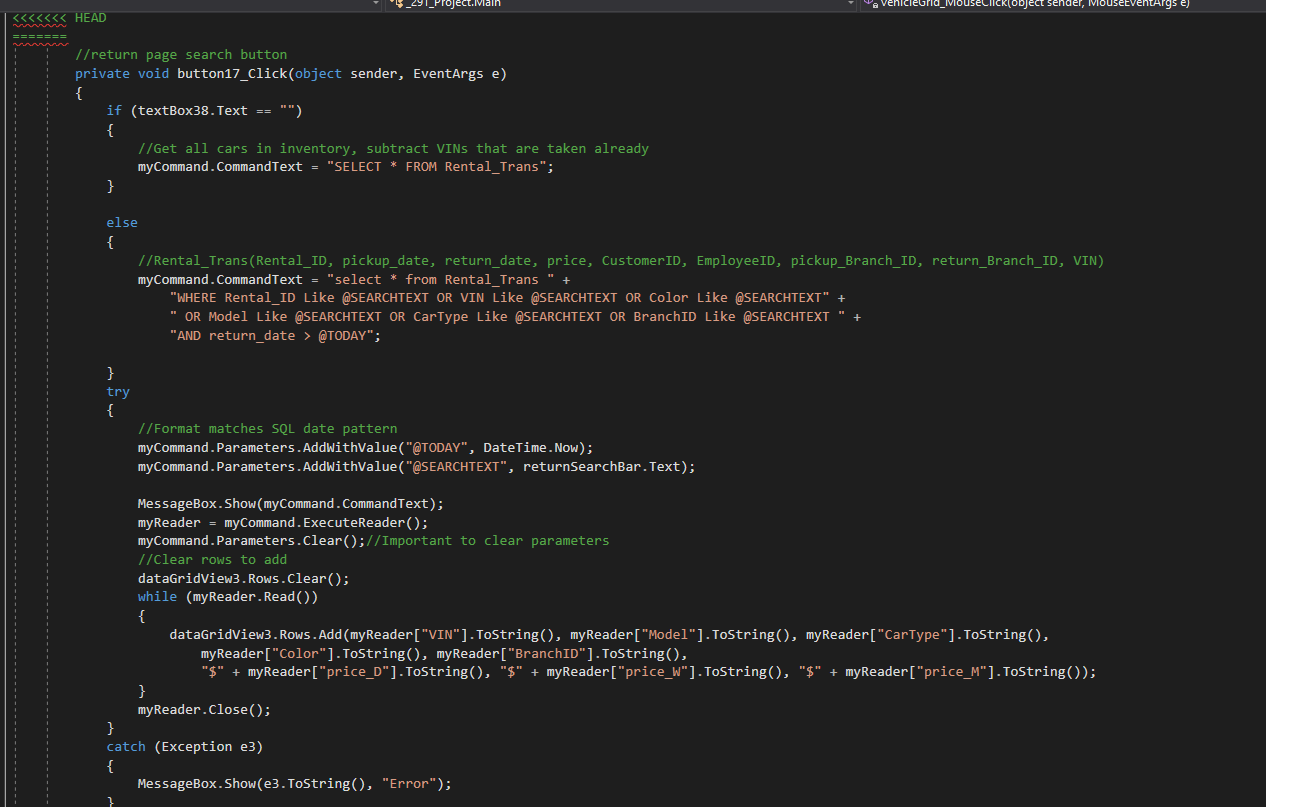 _291_Project.Main vehicleGrid_MouseClick(object sender, MouseEventArgs e)
<<<<<<< HEAD
=======
//return page search button
private void button17_Click(object sender, EventArgs e)
{
if (textBox38.Text == "")
{
//Get all cars in inventory, subtract VINs that are taken already
myCommand.CommandText = "SELECT * FROM Rental_Trans";
}
else
{
//Rental_Trans(Rental_ID, pickup_date, return_date, price, CustomerID, EmployeeID, pickup_Branch_ID, return_Branch_ID, VIN)
myCommand.CommandText = "select * from Rental_Trans " +
"WHERE Rental_ID Like @SEARCHTEXT OR VIN Like @SEARCHTEXT OR Color Like @SEARCHTEXT" +
" OR Model Like @SEARCHTEXT OR CarType Like @SEARCHTEXT OR BranchID Like @SEARCHTEXT " +
"AND return_date > @TODAY";
}
try
{
//Format matches SQL date pattern
myCommand.Parameters.AddWithValue("@TODAY", DateTime.Now);
myCommand.Parameters.AddWithValue("@SEARCHTEXT", returnSearchBar.Text);
MessageBox.Show(myCommand.CommandText);
myReader = myCommand.ExecuteReader();
myCommand.Parameters.Clear();//Important to clear parameters
//Clear rows to add
dataGridView3.Rows.Clear();
while (myReader.Read())
{
dataGridView3.Rows.Add(myReader["VIN"].ToString(), myReader["Model"].ToString(), myReader["CarType"].ToString(),
myReader["Color"].ToString(), myReader["BranchID"].ToString(),
"$" + myReader["price_D"].ToString(), "$" + myReader["price_W"].ToString(), "$" + myReader["price_M"].ToString());
}
myReader.Close();
}
catch (Exception e3)
{
MessageBox.Show(e3.ToString(), "Error");
}